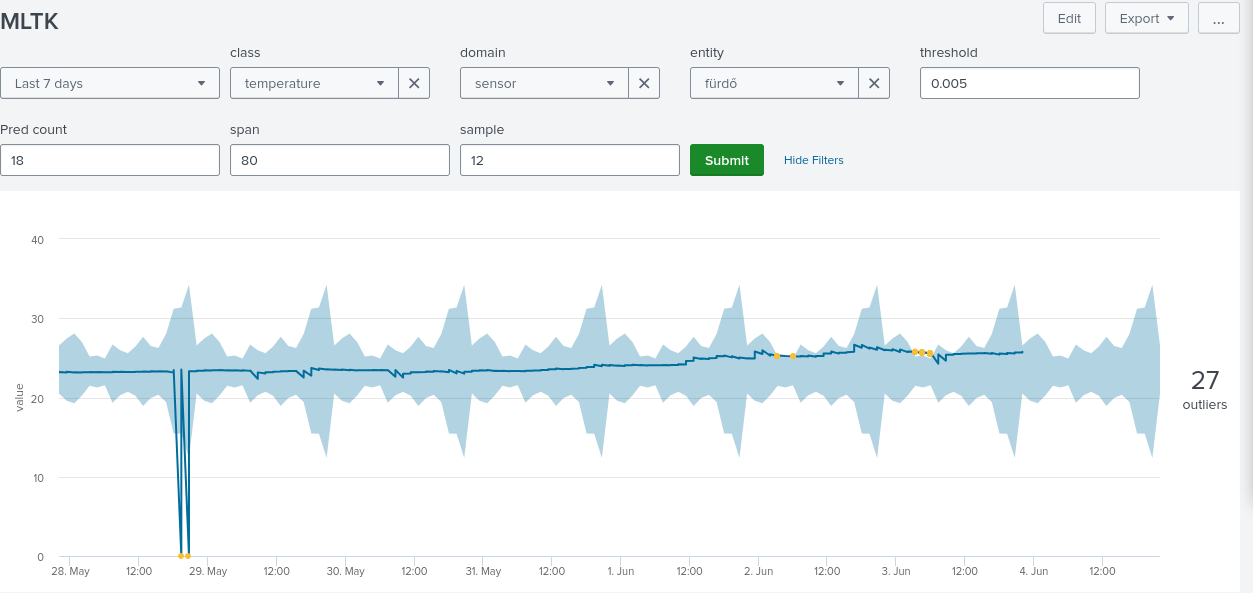 MLTK
Edit
Export
...
class
domain
entity
threshold
Last 7 days
temperature
sensor
fürdő
0.005
Pred count
span
sample
18
80
12
Submit
Hide Filters
40
30
20
10
0
value
27
outliers
28. May
12:00
29. May
12:00
30. May
12:00
31. May
12:00
1. Jun
12:00
2. Jun
12:00
3. Jun
12:00
4. Jun
12:00